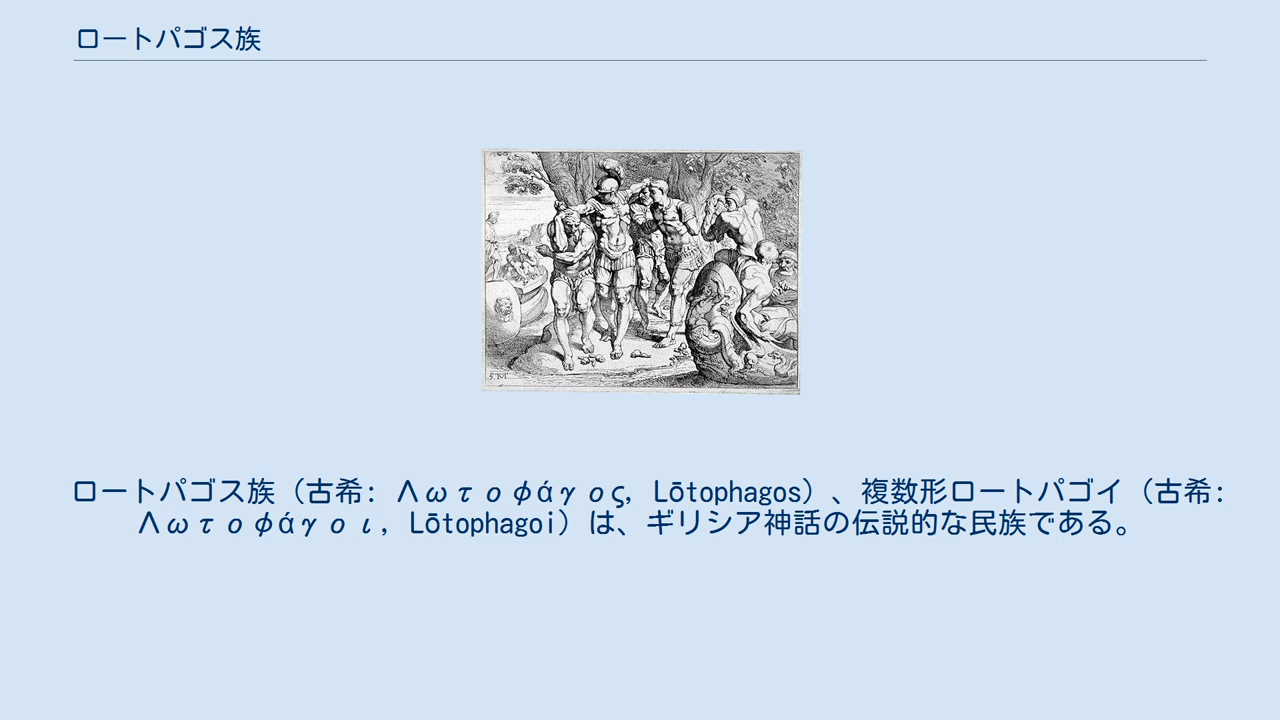 ロートパゴス族
ロートパゴス族（古希: Λωτοφάγος, Lōtophagos）、複数形ロートパゴイ（古希:
Λωτοφάγοι, Lōtophagoi）は、ギリシア神話の伝説的な民族である。